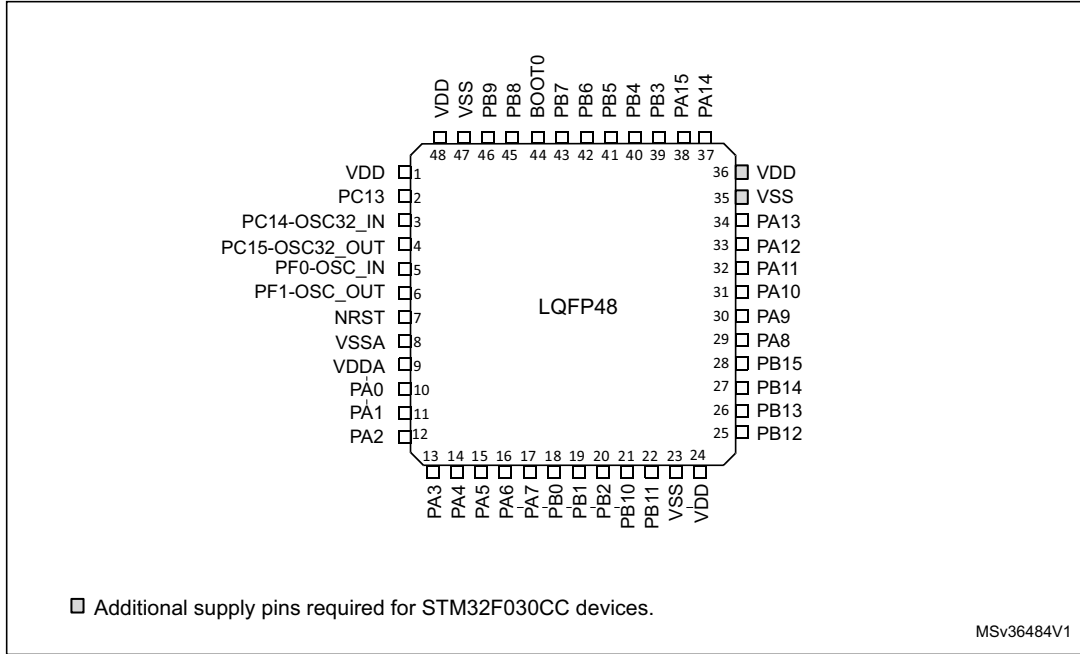 VDD
VSS
PB9
PB8
BOOT0
PB7
PB6
PB5
PB4
PB3
PA15
PA14
48 47 46 45 44 43 42 41 40 39 38 37
VDD 1
PC13 2
PC14-OSC32_IN 3
PC15-OSC32_OUT 4
PF0-OSC_IN 5
PF1-OSC_OUT 6
NRST 7
VSSA 8
VDDA 9
PA0 10
PA1 11
PA2 12
LQFP48
36 VDD
35 VSS
34 PA13
33 PA12
32 PA11
31 PA10
30 PA9
29 PA8
28 PB15
27 PB14
26 PB13
25 PB12
13 14 15 16 17 18 19 20 21 22 23 24
PA3
PA4
PA5
PA6
PA7
PB0
PB1
PB2
PB10
PB11
VSS
VDD
Additional supply pins required for STM32F030CC devices.
MSv36484V1